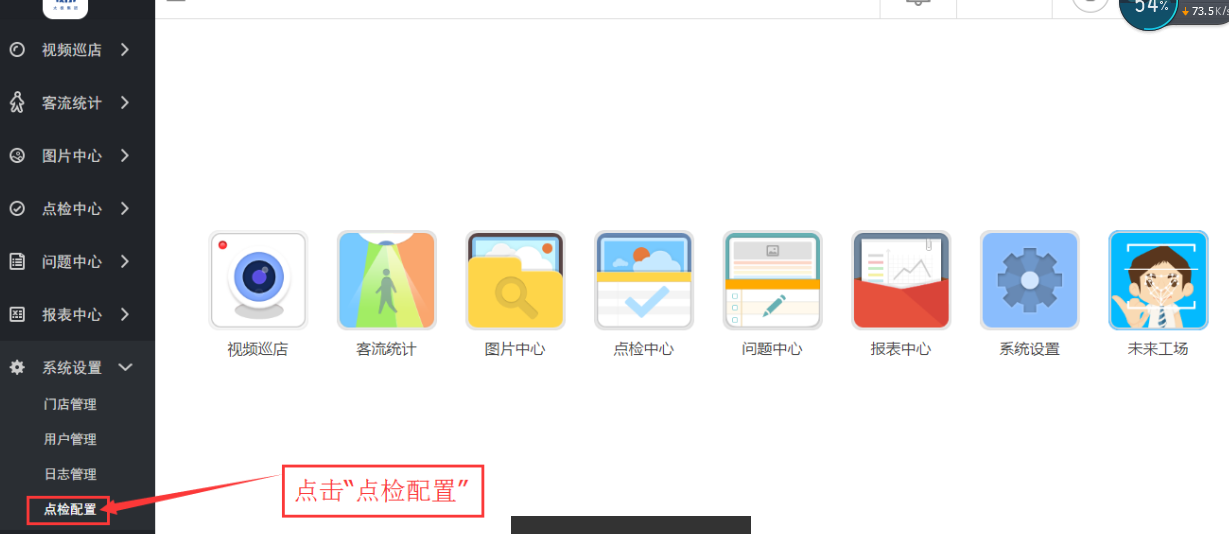 54%
73.5K/s
视频巡店
客流统计
图片中心
点检中心
问题中心
报表中心
系统设置
门店管理
用户管理
日志管理
点检配置
视频巡店
客流统计
图片中心
点检中心
问题中心
报表中心
系统设置
未来工场
点击“点检配置”